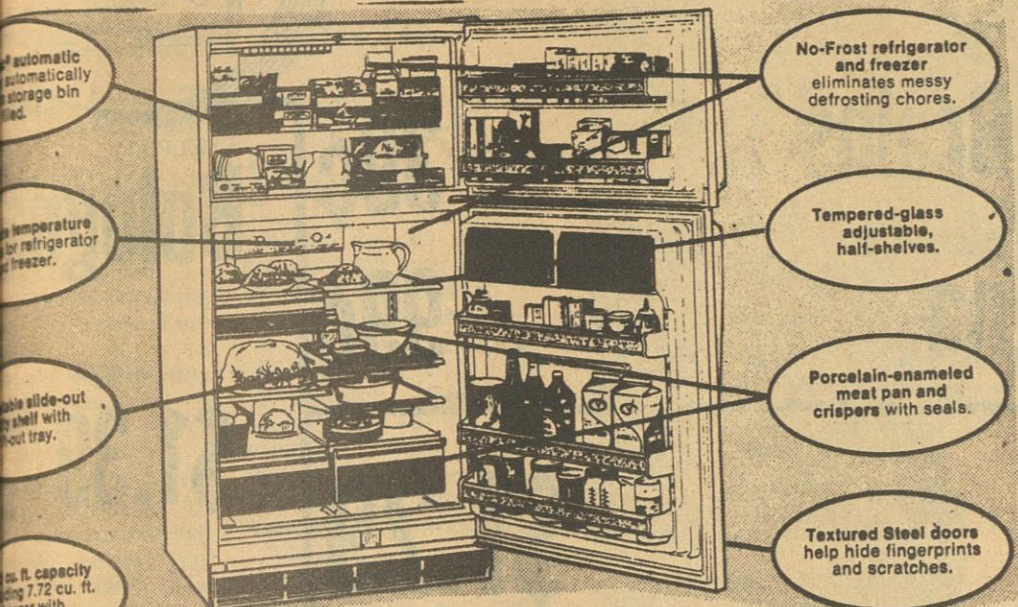 automatic
automatically
storage bin
No-Frost refrigerator
and freezer
eliminates messy
defrosting chores.
temperature
for refrigerator
freezer.
Tempered-glass
adjustable,
half-shelves.
slide-out
shelf with
tray.
Porcelain-enameled
meat pan and
crispers with seals.
cu. ft. capacity
7.72 cu. ft.
with
Textured Steel doors
help hide fingerprints
and scratches.